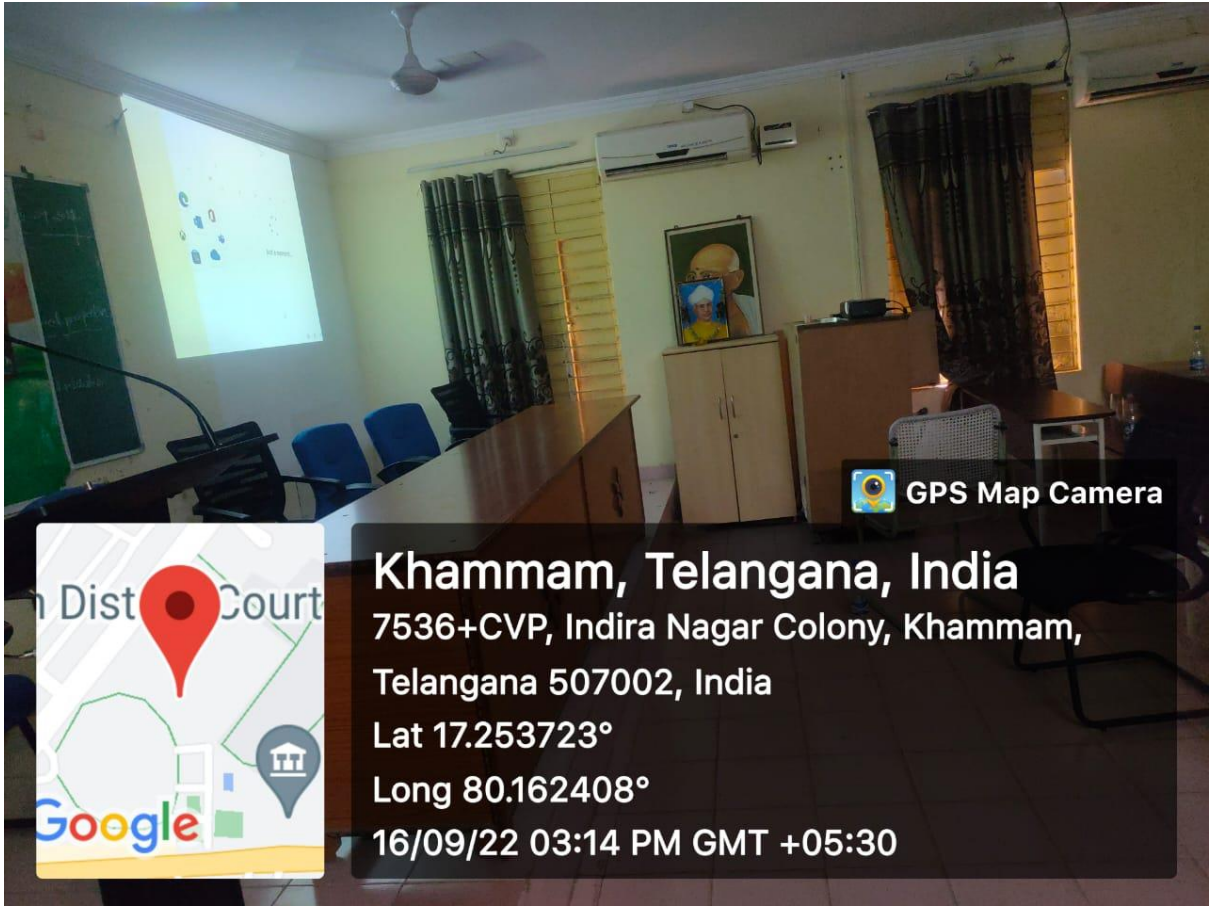 GPS Map Camera
Dist Court
Google
Khammam, Telangana, India
7536+CVP, Indira Nagar Colony, Khammam,
Telangana 507002, India
Lat 17.253723°
Long 80.162408°
16/09/22 03:14 PM GMT +05:30